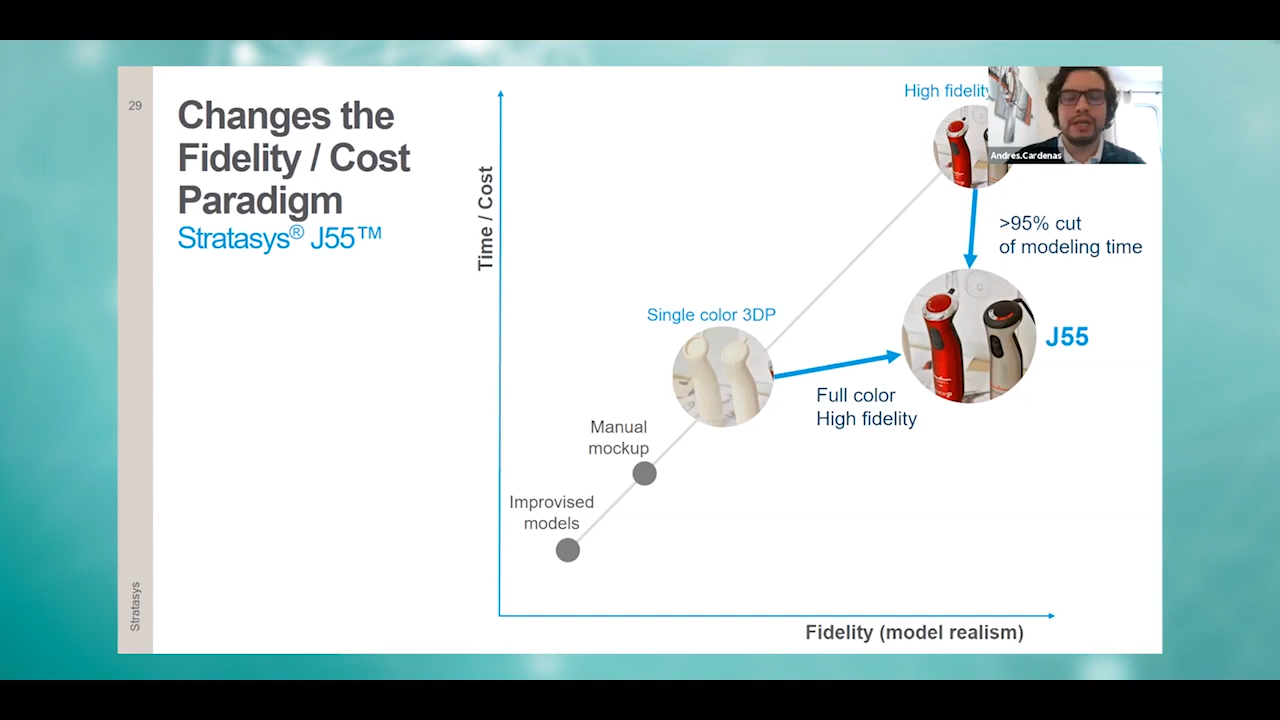 29
Changes the
Fidelity / Cost
Paradigm
Stratasys® J55™
Stratasys
Time / Cost
High fidelity
Andres.Cardenas
>95% cut
of modeling time
Single color 3DP
J55
Full color
High fidelity
Manual
mockup
Improvised
models
Fidelity (model realism)